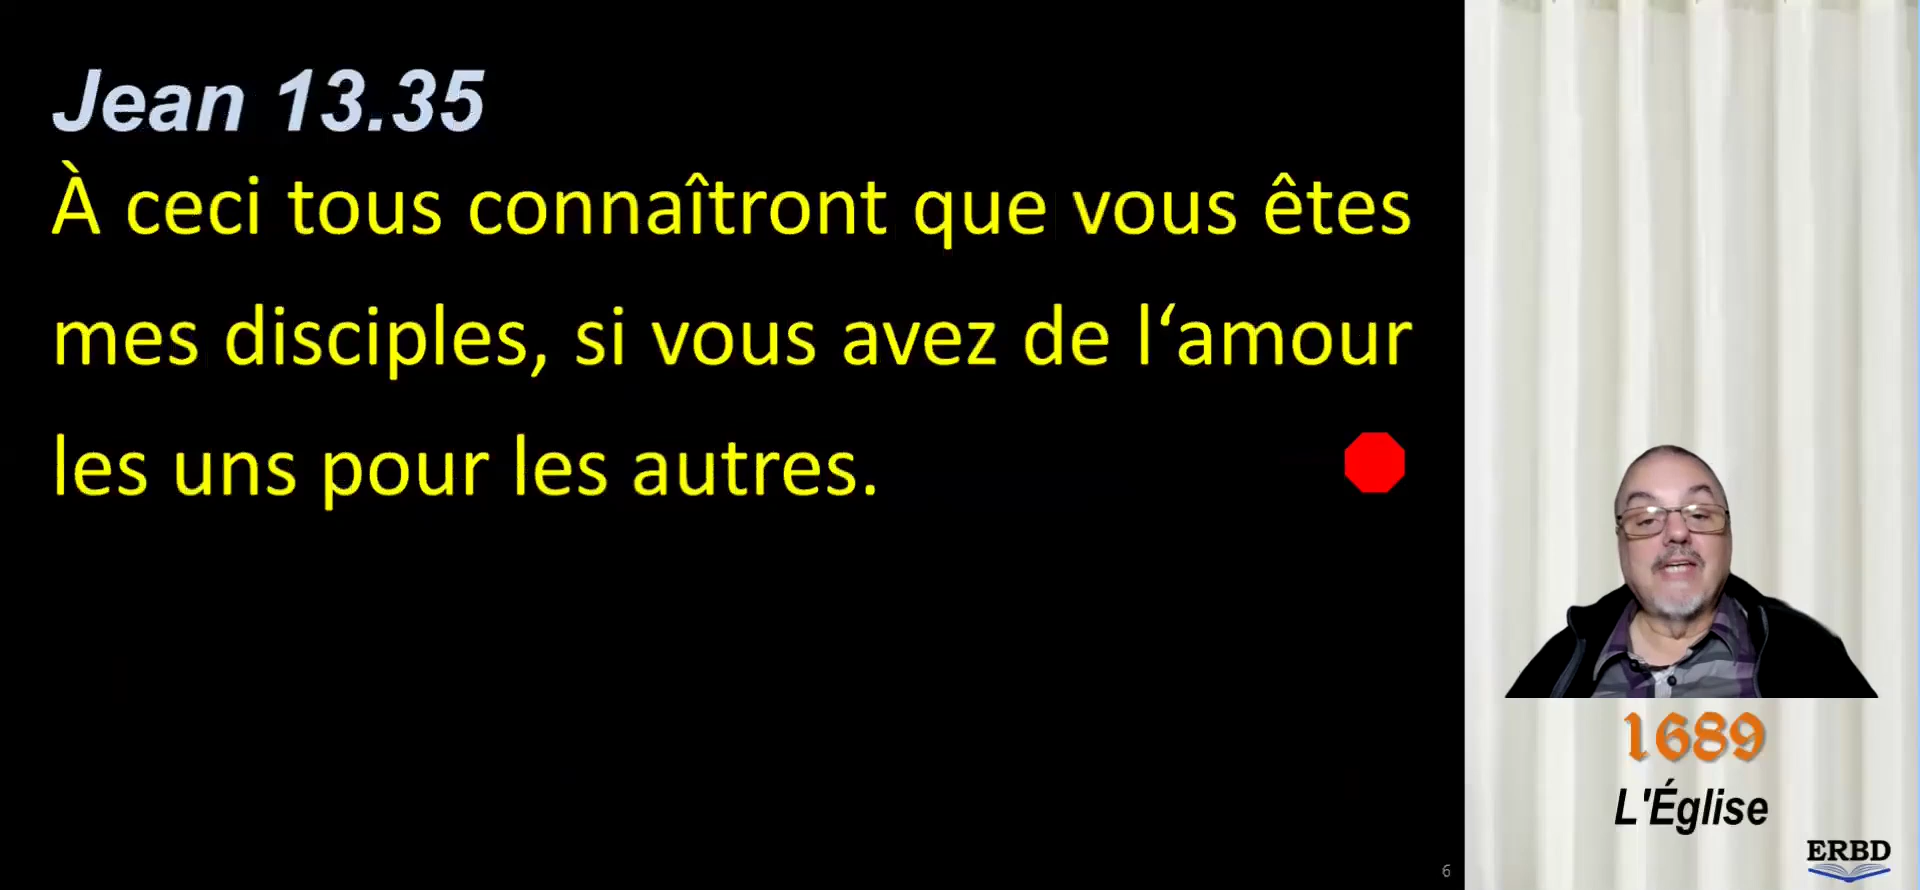 Jean 13.35
À ceci tous connaîtront que vous êtes
mes disciples, si vous avez de l‘amour
les uns pour les autres.
6
1689
L'Église
ERBD